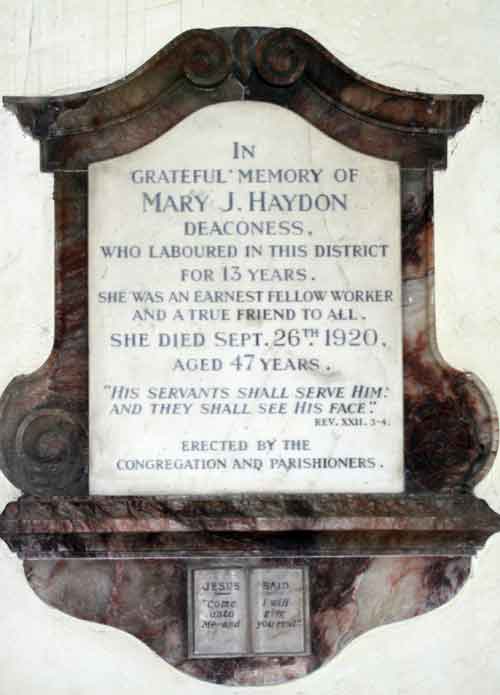 IN
GRATEFUL MEMORY OF
MARY J. HAYDON
DEACONESS,
WHO LABOURED IN THIS DISTRICT
FOR 13 YEARS.
SHE WAS AN EARNEST FELLOW WORKER
AND A TRUE FRIEND TO ALL.
SHE DIED SEPT. 26TH. 1920,
AGED 47 YEARS.
"HIS SERVANTS SHALL SERVE HIM:
AND THEY SHALL SEE HIS FACE".
REV. XXII. 3-4.
ERECTED BY THE
CONGREGATION AND PARISHIONERS.
JESUS
"Come
unto
Me-and
SAID
I will
give
you rest"